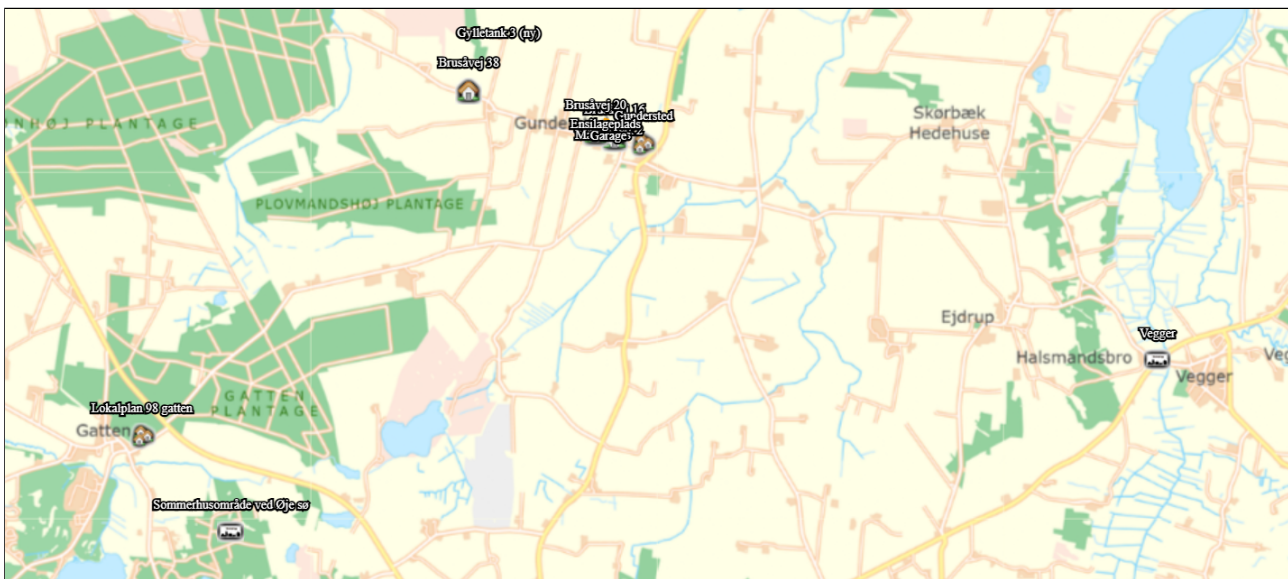 Gylletank 3 (ny)
Brusåvej 38
Brusåvej 20
Gundersted
Ensilageplads
Garage
Skørbæk
Hedehuse
NHØJ PLANTAGE
PLOVMANDSHØJ PLANTAGE
Ejdrup
Vegger
Halsmandsbro
Vegger
GATTEN
PLANTAGE
Lokalplan 98 gatten
Gatten
Sommerhusområde ved Øje sø